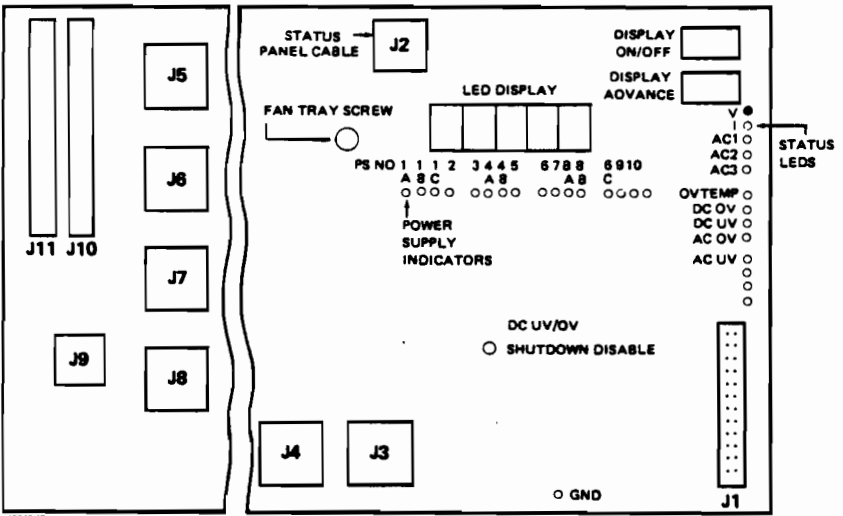 STATUS
PANEL CABLE
J2
DISPLAY
ON/OFF
DISPLAY
ADVANCE
J5
LED DISPLAY
FAN TRAY SCREW
V
I
AC1
AC2
AC3
STATUS
LEDS
PS NO 1 1 1 2 3 4 4 5 6 7 8 8 6 9 10
A B C A B A B C
J6
OVTEMP
DC OV
DC UV
AC OV
AC UV
POWER
SUPPLY
INDICATORS
J11 J10
J7
DC UV/OV
SHUTDOWN DISABLE
J9
J8
J4
J3
GND
J1